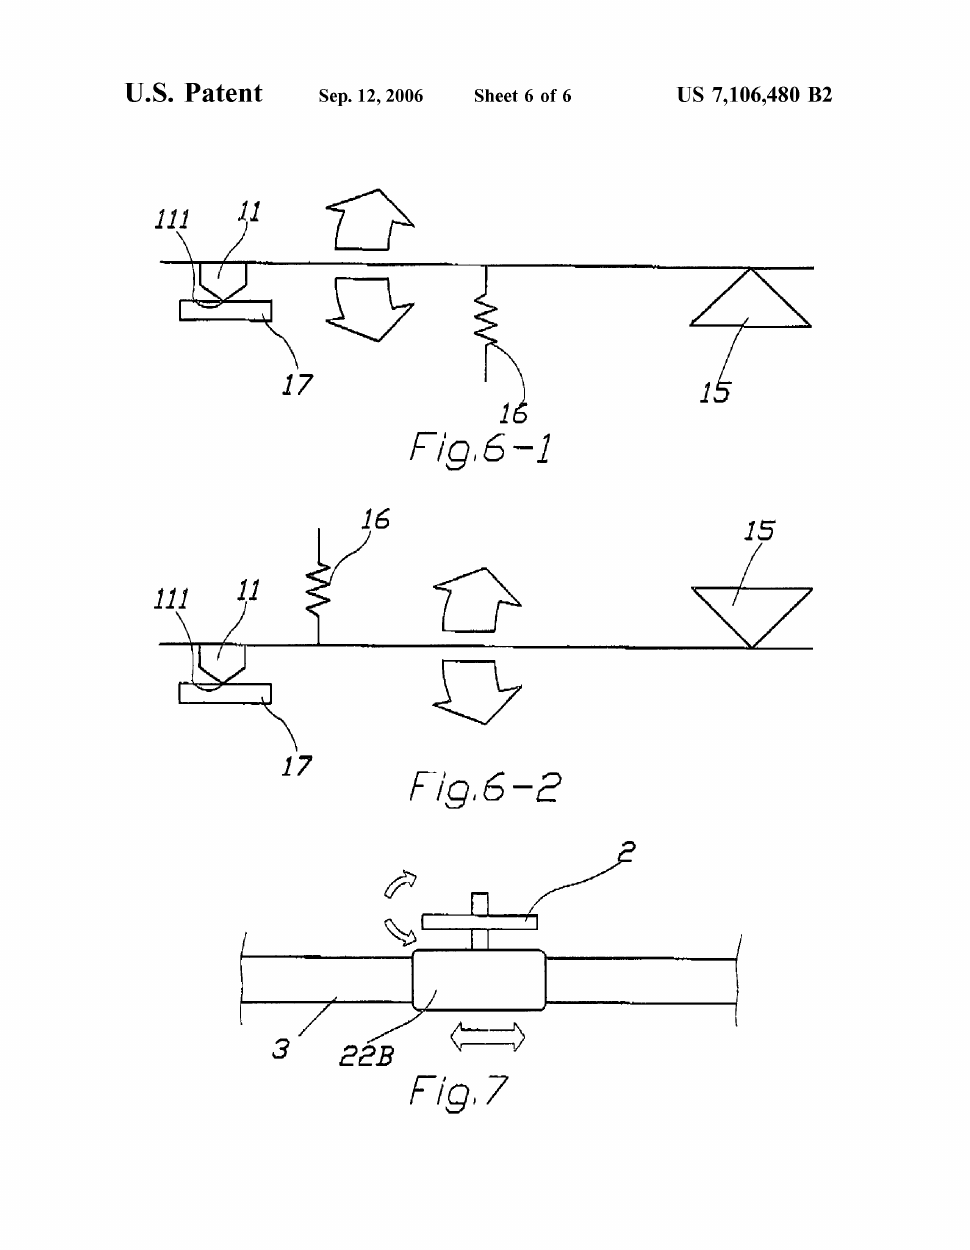 U.S. Patent Sep. 12, 2006 Sheet 6 of 6 US 7,106,480 B2
111 11
17 16 15
Fig.6-1
16 15
111 11
17
Fig.6-2
2
3 22B
Fig.7